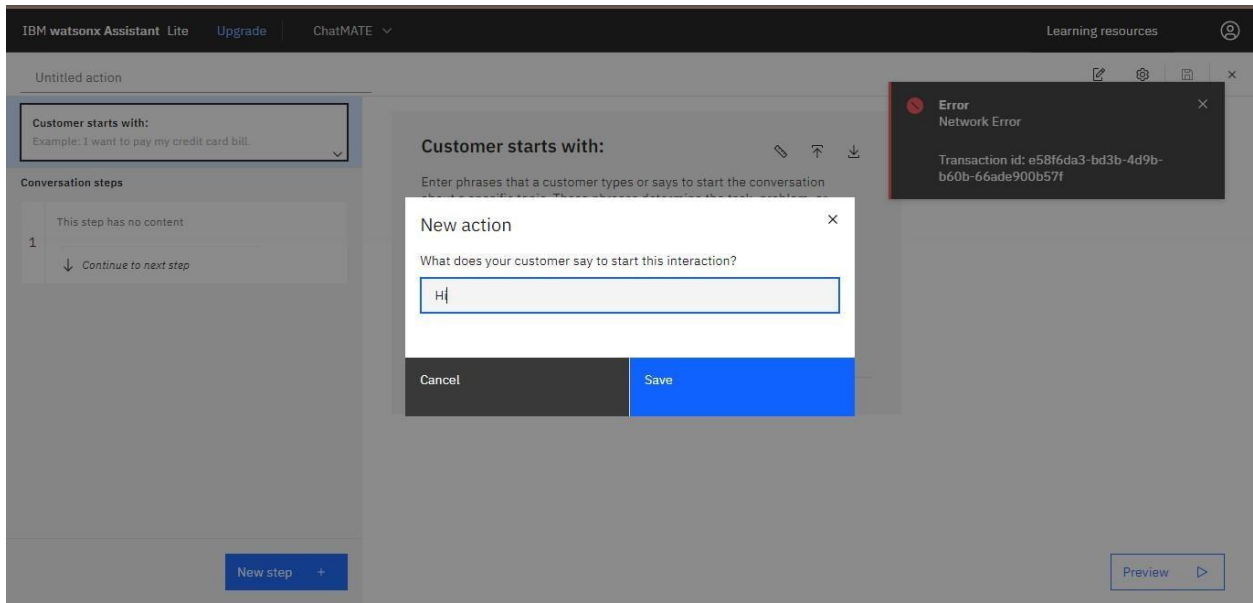 IBM watsonx Assistant Lite Upgrade ChatMATE Learning resources
Untitled action
Error
Network Error
Transaction id: e58f6da3-bd3b-4d9b-
b60b-66ade900b57f
Customer starts with:
Example: I want to pay my credit card bill.
Conversation steps
1
This step has no content
Continue to next step
New step +
Customer starts with:
Enter phrases that a customer types or says to start the conversation
New action
What does your customer say to start this interaction?
Hi
Cancel
Save
Preview